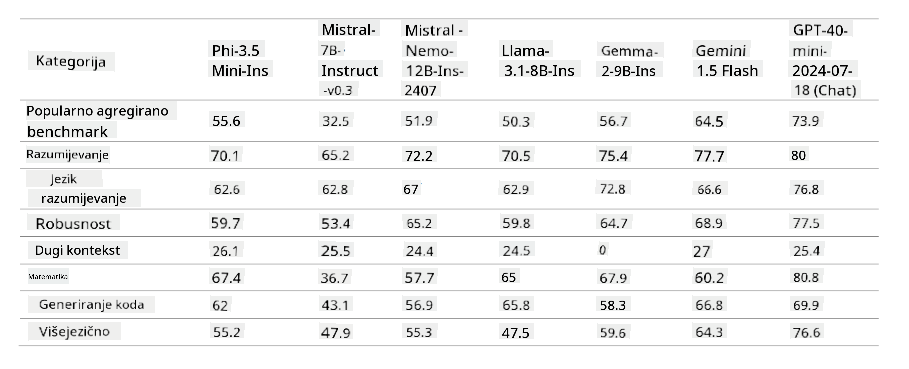 Kategorija Phi-3.5 Mini-Ins Mistral-7B-Instruct-v0.3 Mistral -Nemo-12B-Ins-2407 Llama-3.1-8B-Ins Gemma-2-9B-Ins Gemini 1.5 Flash GPT-40-mini-2024-07-18 (Chat)
Popularno agregirano benchmark 55.6 32.5 51.9 50.3 56.7 64.5 73.9
Razumijevanje 70.1 65.2 72.2 70.5 75.4 77.7 80
Jezik razumijevanje 62.6 62.8 67 62.9 72.8 66.6 76.8
Robusnost 59.7 53.4 65.2 59.8 64.7 68.9 77.5
Dugi kontekst 26.1 25.5 24.4 24.5 0 27 25.4
Matematika 67.4 36.7 57.7 65 67.9 60.2 80.8
Generiranje koda 62 43.1 56.9 65.8 58.3 66.8 69.9
Višejezično 55.2 47.9 55.3 47.5 59.6 64.3 76.6